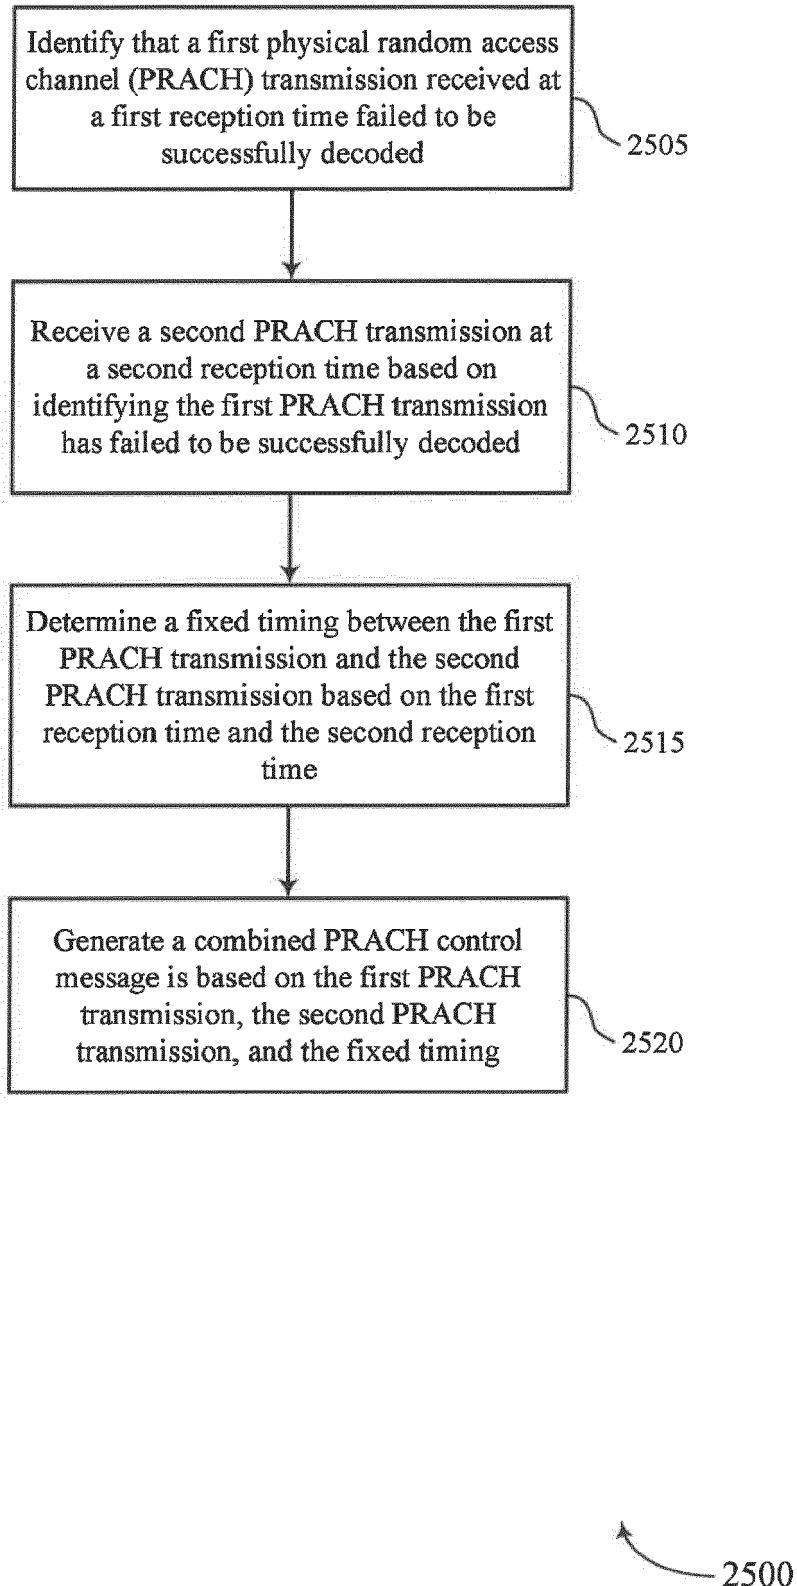 Identify that a first physical random access
channel (PRACH) transmission received at
a first reception time failed to be
successfully decoded
2505
Receive a second PRACH transmission at
a second reception time based on
identifying the first PRACH transmission
has failed to be successfully decoded
2510
Determine a fixed timing between the first
PRACH transmission and the second
PRACH transmission based on the first
reception time and the second reception
time
2515
Generate a combined PRACH control
message is based on the first PRACH
transmission, the second PRACH
transmission, and the fixed timing
2520
2500